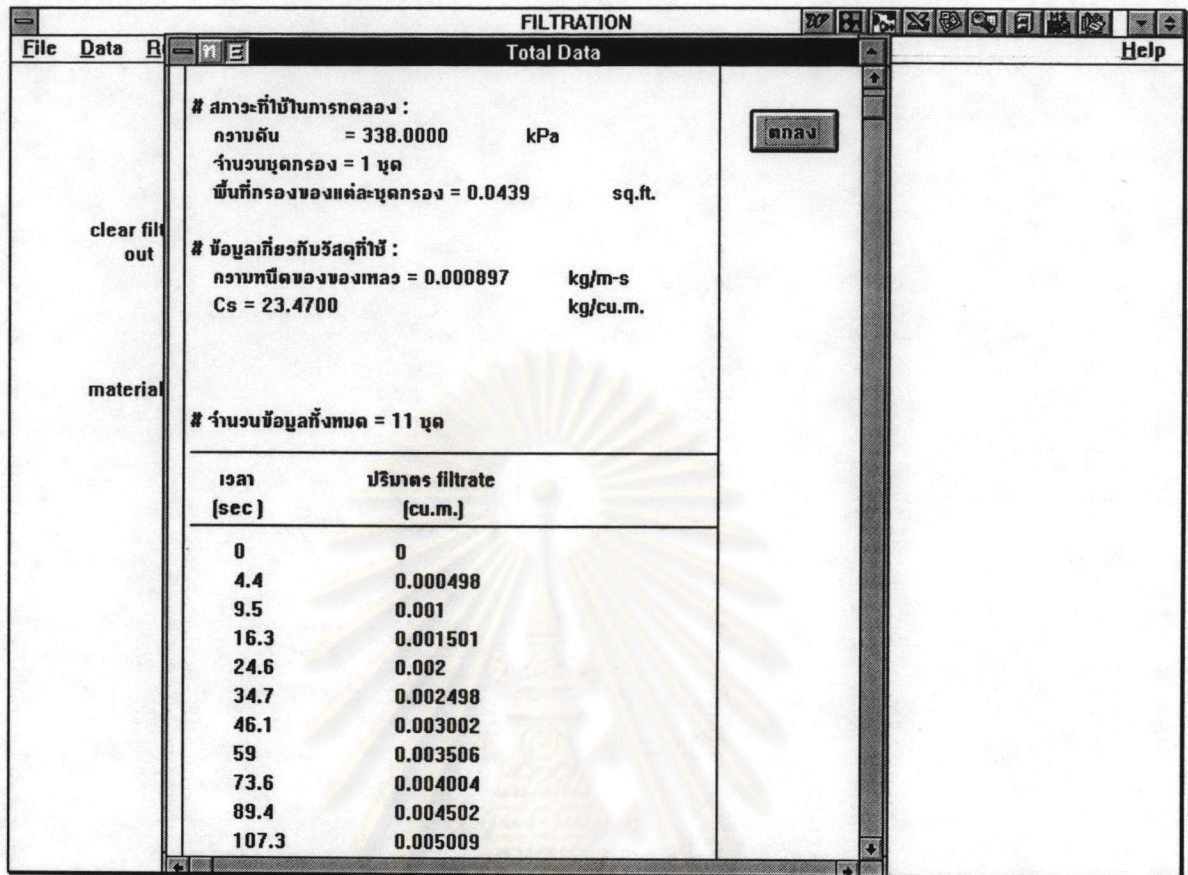 FILTRATION
File Data R Help
ท Total Data
# สภาวะที่ใช้ในการทดลอง :
ความดัน = 338.0000 kPa
จำนวนชุดกรอง = 1 ชุด
พื้นที่กรองของแต่ละชุดกรอง = 0.0439 sq.ft.
ตกลง
clear filt
out
# ข้อมูลเกี่ยวกับวัสดุที่ใช้ :
ความหนืดของของเหลว = 0.000897 kg/m-s
Cs = 23.4700 kg/cu.m.
material
# จำนวนข้อมูลทั้งหมด = 11 ชุด
เวลา ปริมาตร filtrate
(sec) (cu.m.)
0 0
4.4 0.000498
9.5 0.001
16.3 0.001501
24.6 0.002
34.7 0.002498
46.1 0.003002
59 0.003506
73.6 0.004004
89.4 0.004502
107.3 0.005009